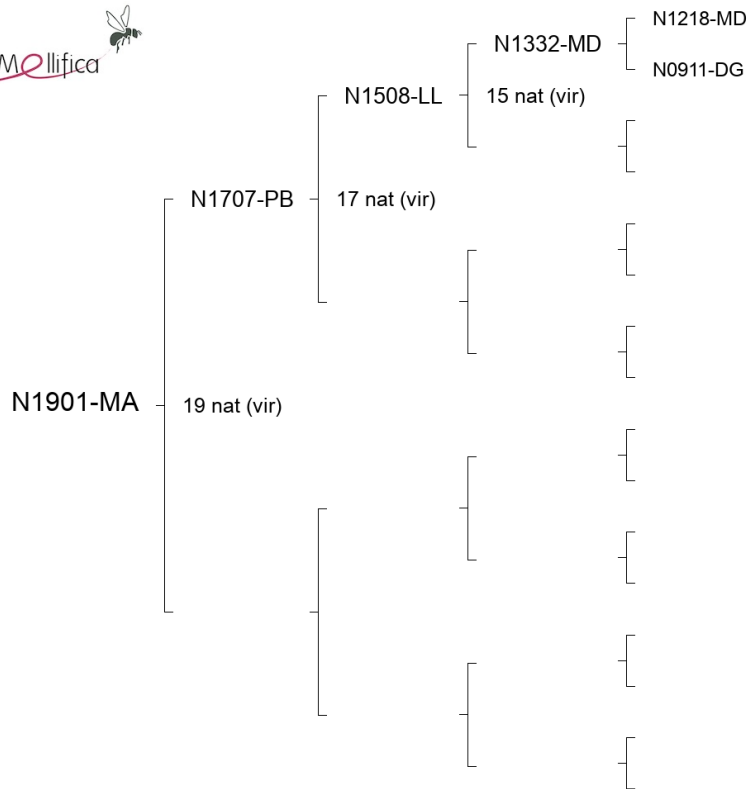 Mellifica
N1218-MD
N1332-MD
N0911-DG
N1508-LL
15 nat (vir)
N1707-PB
17 nat (vir)
N1901-MA
19 nat (vir)